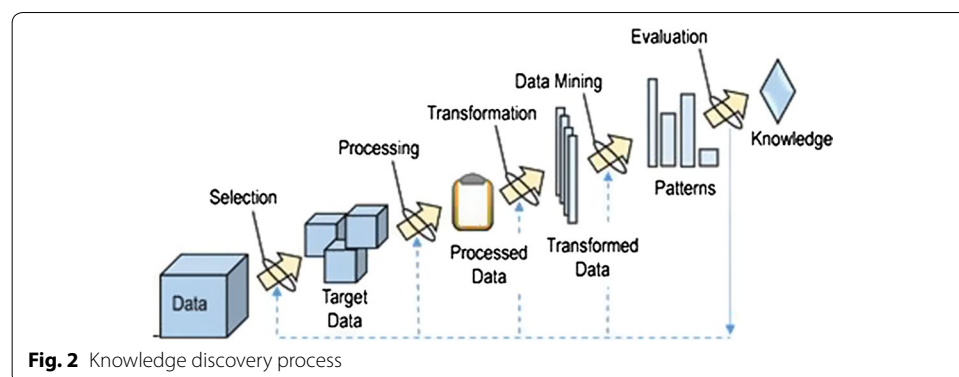 Evaluation
Data Mining
Transformation
Processing
Selection
Knowledge
Patterns
Transformed
Data
Processed
Data
Target
Data
Data
Fig. 2 Knowledge discovery process